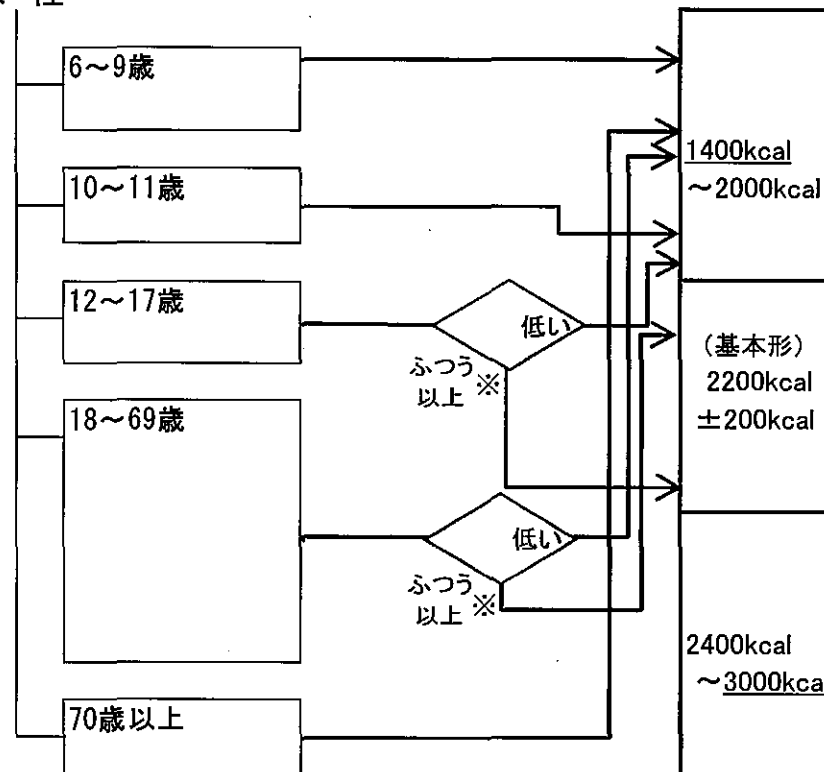 6～9歳
10～11歳
12～17歳
低い
ふつう
以上 ※
18～69歳
低い
ふつう
以上 ※
70歳以上
1400kcal
～2000kcal
（基本形）
2200kcal
±200kcal
2400kcal
～3000kca